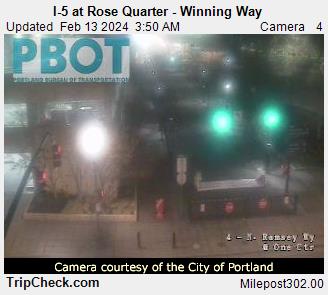 I-5 at Rose Quarter - Winning Way
Updated Feb 13 2024 3:50 AM Camera 4
PBOT
PORTLAND BUREAU OF TRANSPORTATION
4 - N. Ramsey Wy
W One Ctr
Camera courtesy of the City of Portland
TripCheck.com Milepost302.00